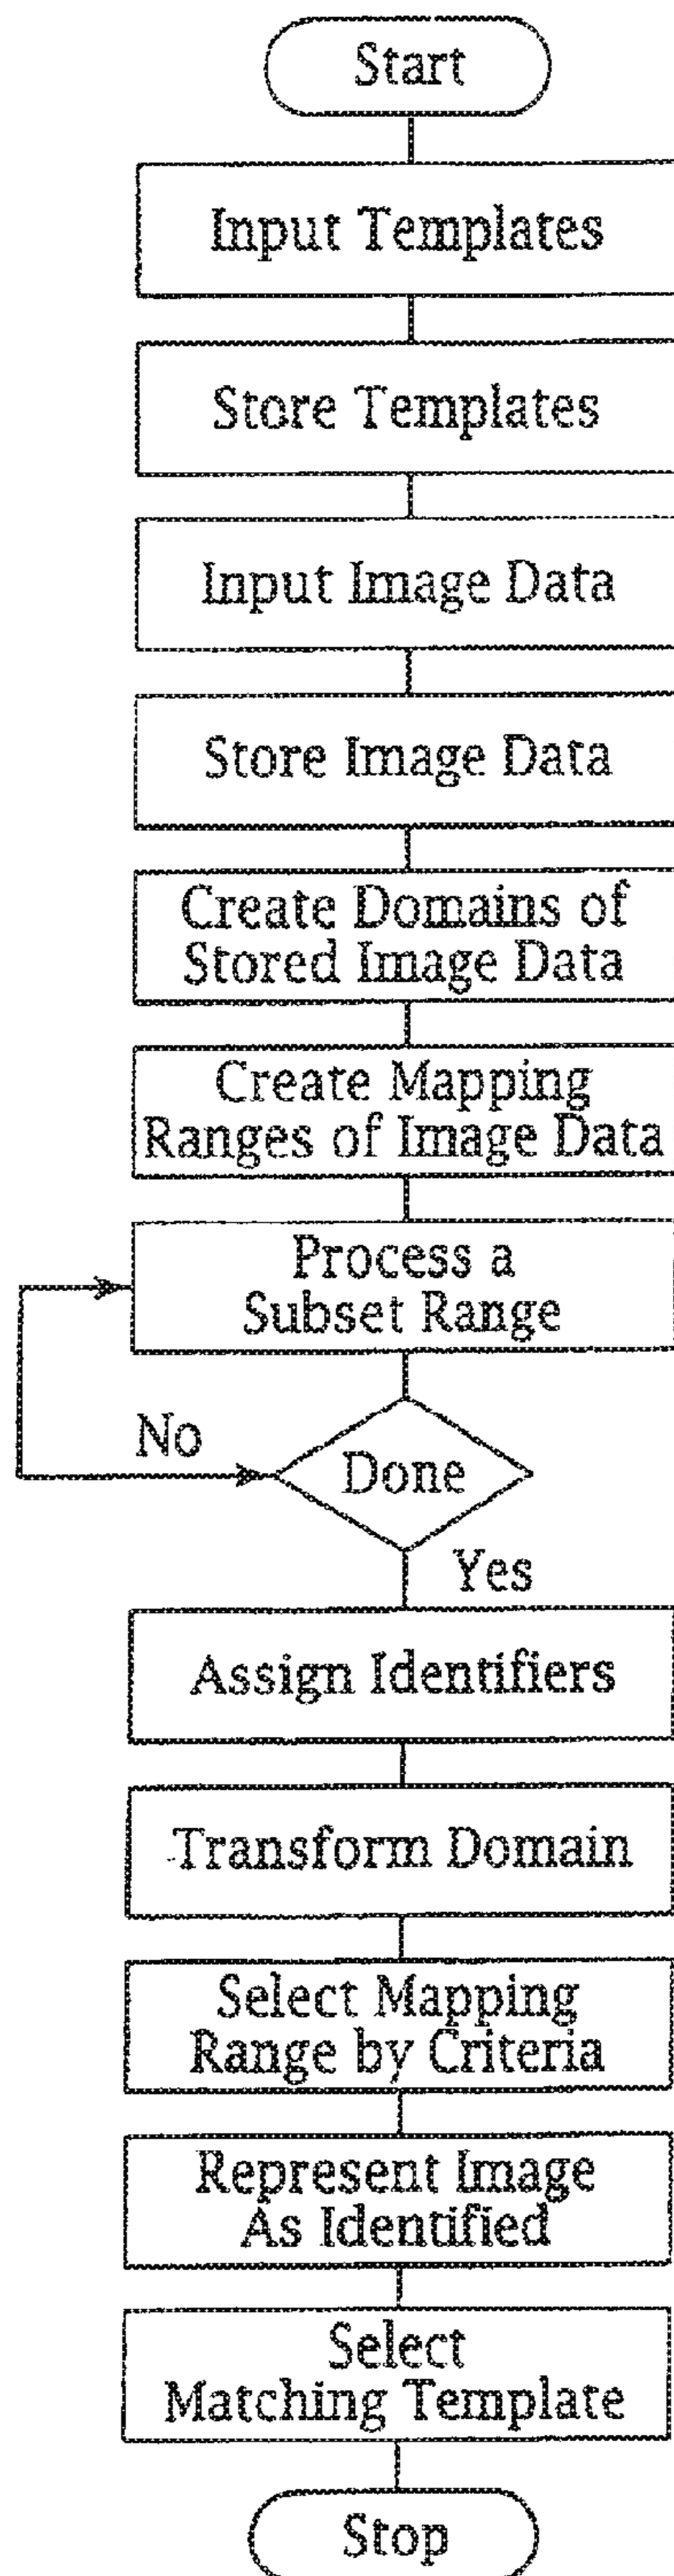 Start
Input Templates
Store Templates
Input Image Data
Store Image Data
Create Domains of
Stored Image Data
Create Mapping
Ranges of Image Data
Process a
Subset Range
No
Done
Yes
Assign Identifiers
Transform Domain
Select Mapping
Range by Criteria
Represent Image
As Identified
Select
Matching Template
Stop